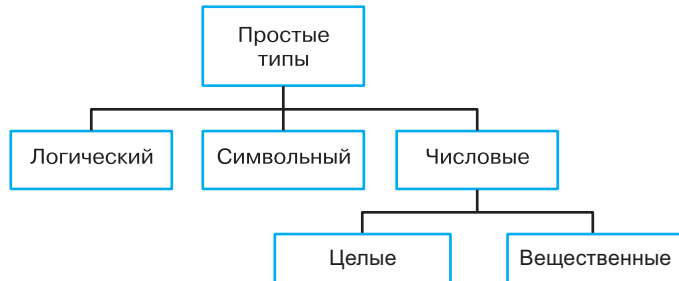 Простые
типы
Логический
Символьный
Числовые
Целые
Вещественные